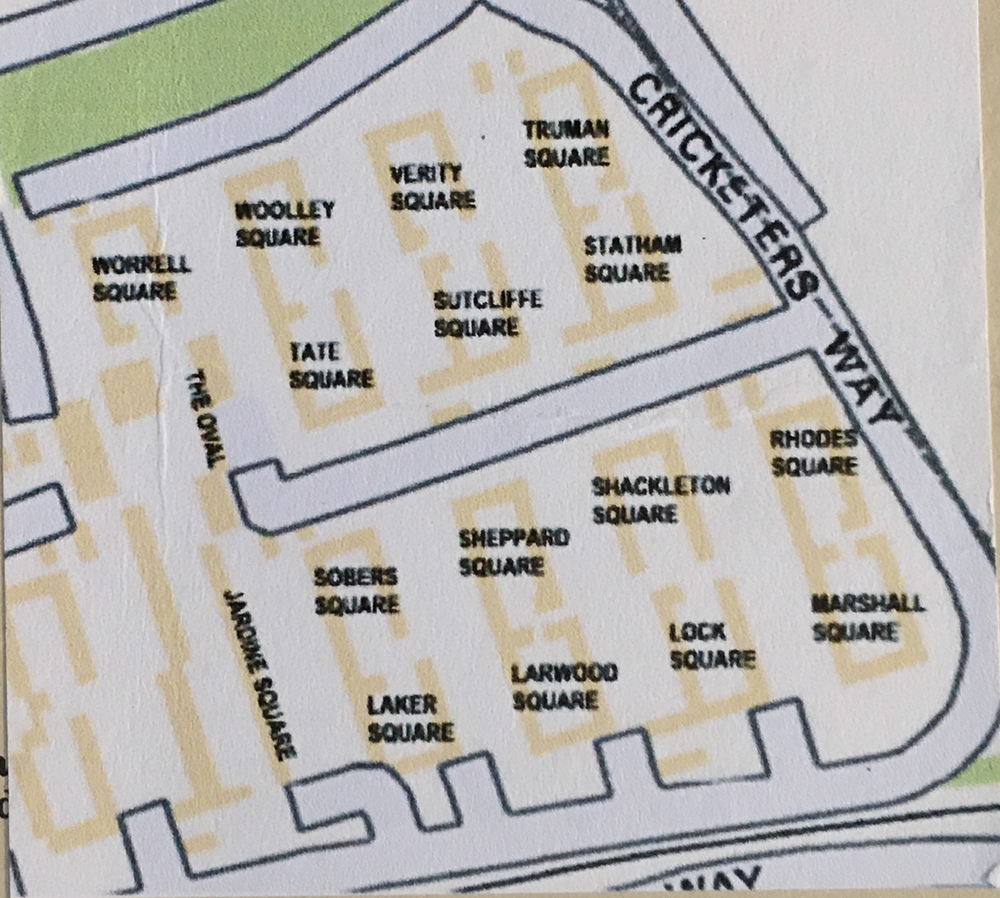 CRICKETERS WAY
TRUMAN
SQUARE
VERITY
SQUARE
WOOLLEY
SQUARE
WORRELL
SQUARE
STATHAM
SQUARE
SUTCLIFFE
SQUARE
TATE
SQUARE
THE OVAL
RHODES
SQUARE
SHACKLETON
SQUARE
SHEPPARD
SQUARE
SOBERS
SQUARE
MARSHALL
SQUARE
LOCK
SQUARE
LARWOOD
SQUARE
LAKER
SQUARE
JARDINE SQUARE
WAY